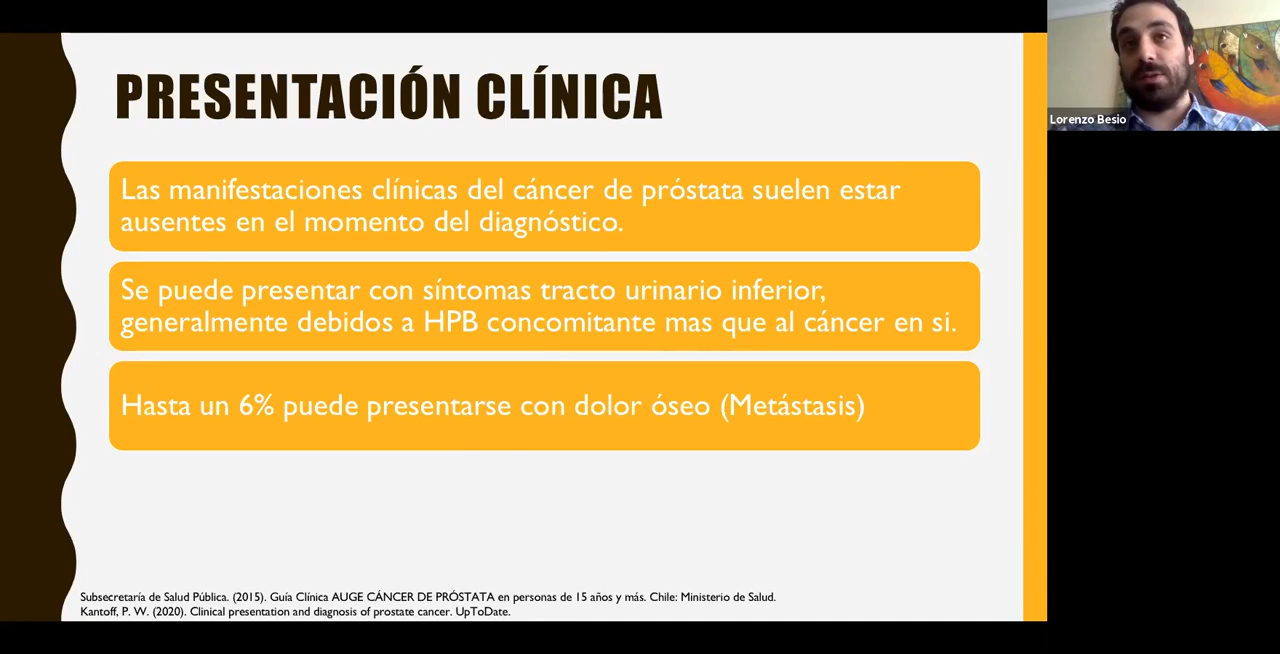 PRESENTACIÓN CLÍNICA
Las manifestaciones clínicas del cáncer de próstata suelen estar
ausentes en el momento del diagnóstico.
Se puede presentar con síntomas tracto urinario inferior,
generalmente debidos a HPB concomitante mas que al cáncer en si.
Hasta un 6% puede presentarse con dolor óseo (Metástasis)
Subsecretaría de Salud Pública. (2015). Guía Clínica AUGE CÁNCER DE PRÓSTATA en personas de 15 años y más. Chile: Ministerio de Salud.
Kantoff, P. W. (2020). Clinical presentation and diagnosis of prostate cancer. UpToDate.
Lorenzo Besio